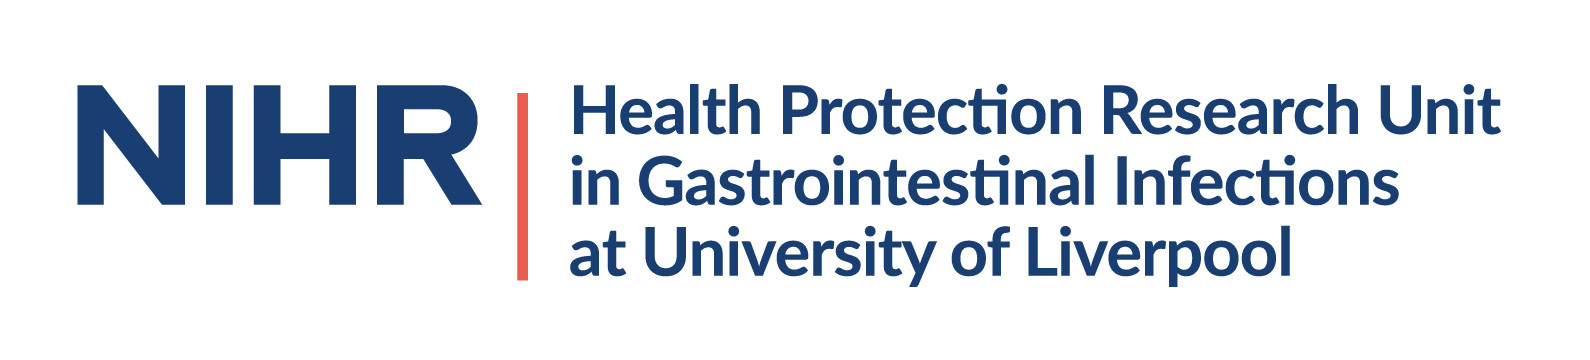 NIHR
Health Protection Research Unit
in Gastrointestinal Infections
at University of Liverpool